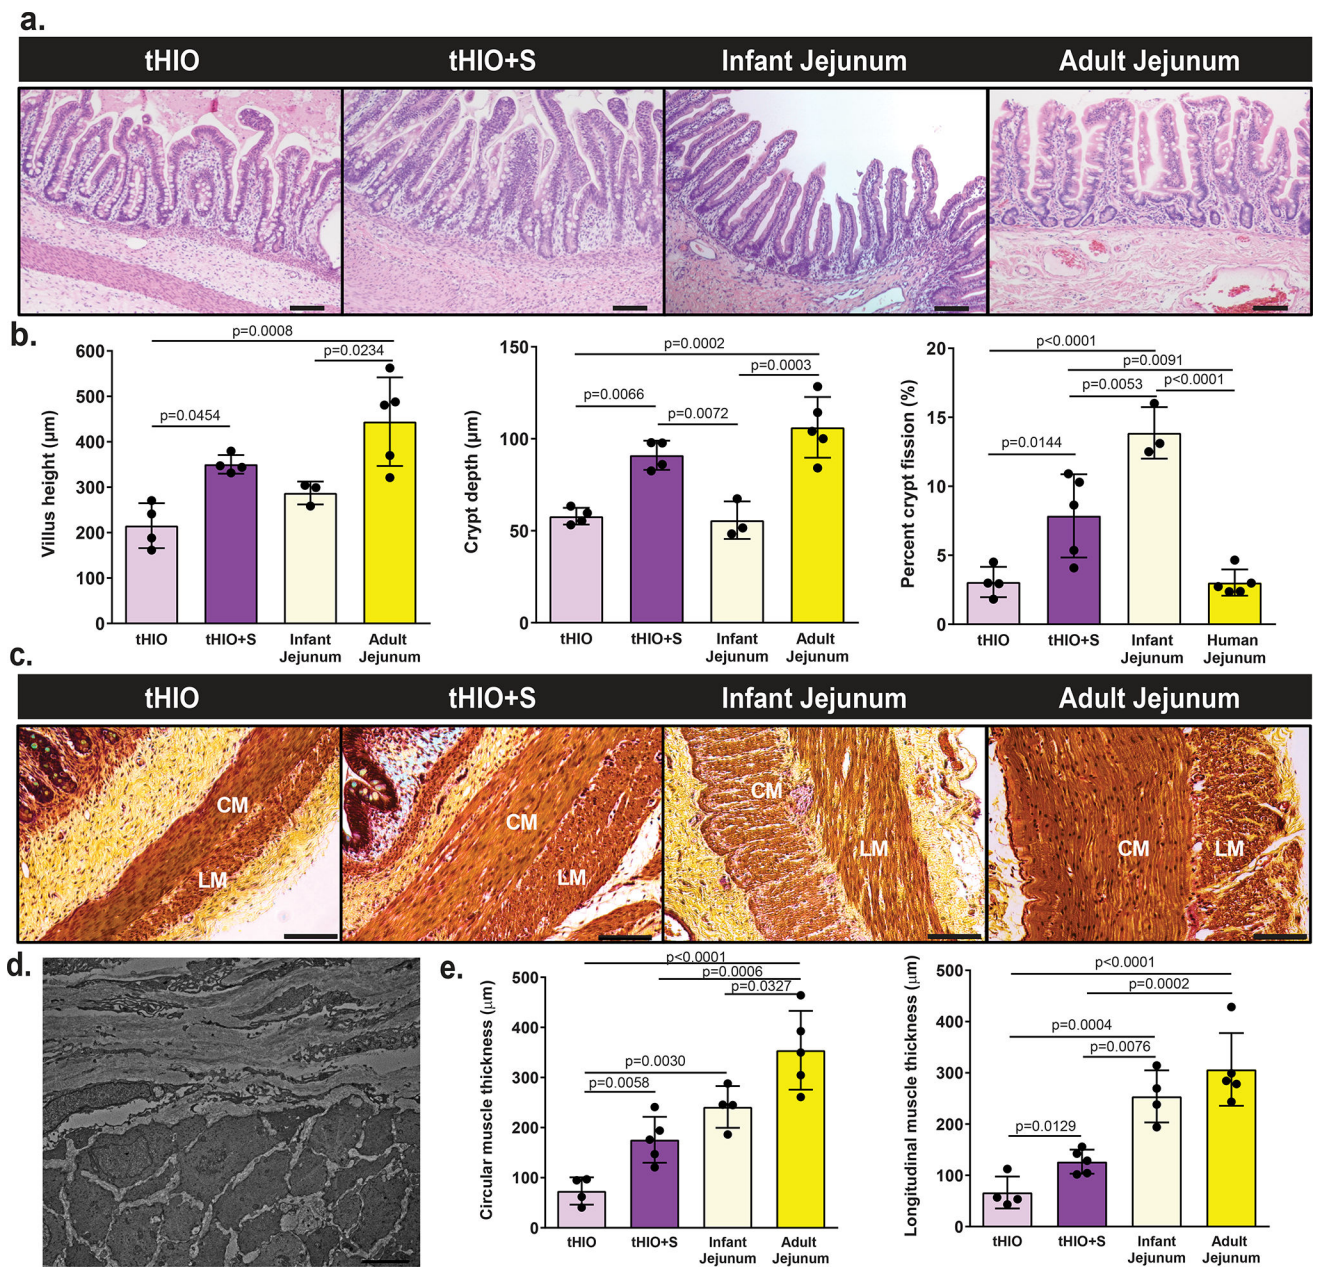 a.
tHIO tHIO+S Infant Jejunum Adult Jejunum
b.
Villus height (µm)
600
500
400
300
200
100
0
p=0.0008
p=0.0234
p=0.0454
tHIO tHIO+S Infant Jejunum Adult Jejunum
Crypt depth (µm)
150
100
50
0
p=0.0002
p=0.0003
p=0.0066
p=0.0072
tHIO tHIO+S Infant Jejunum Adult Jejunum
Percent crypt fission (%)
20
15
10
5
0
p<0.0001
p=0.0091
p=0.0053
p<0.0001
p=0.0144
tHIO tHIO+S Infant Jejunum Human Jejunum
c.
tHIO tHIO+S Infant Jejunum Adult Jejunum
CM
LM
CM
LM
CM
LM
CM
LM
d.
e.
Circular muscle thickness (µm)
500
400
300
200
100
0
p<0.0001
p=0.0006
p=0.0327
p=0.0030
p=0.0058
tHIO tHIO+S Infant Jejunum Adult Jejunum
Longitudinal muscle thickness (µm)
500
400
300
200
100
0
p<0.0001
p=0.0002
p=0.0004
p=0.0076
p=0.0129
tHIO tHIO+S Infant Jejunum Adult Jejunum